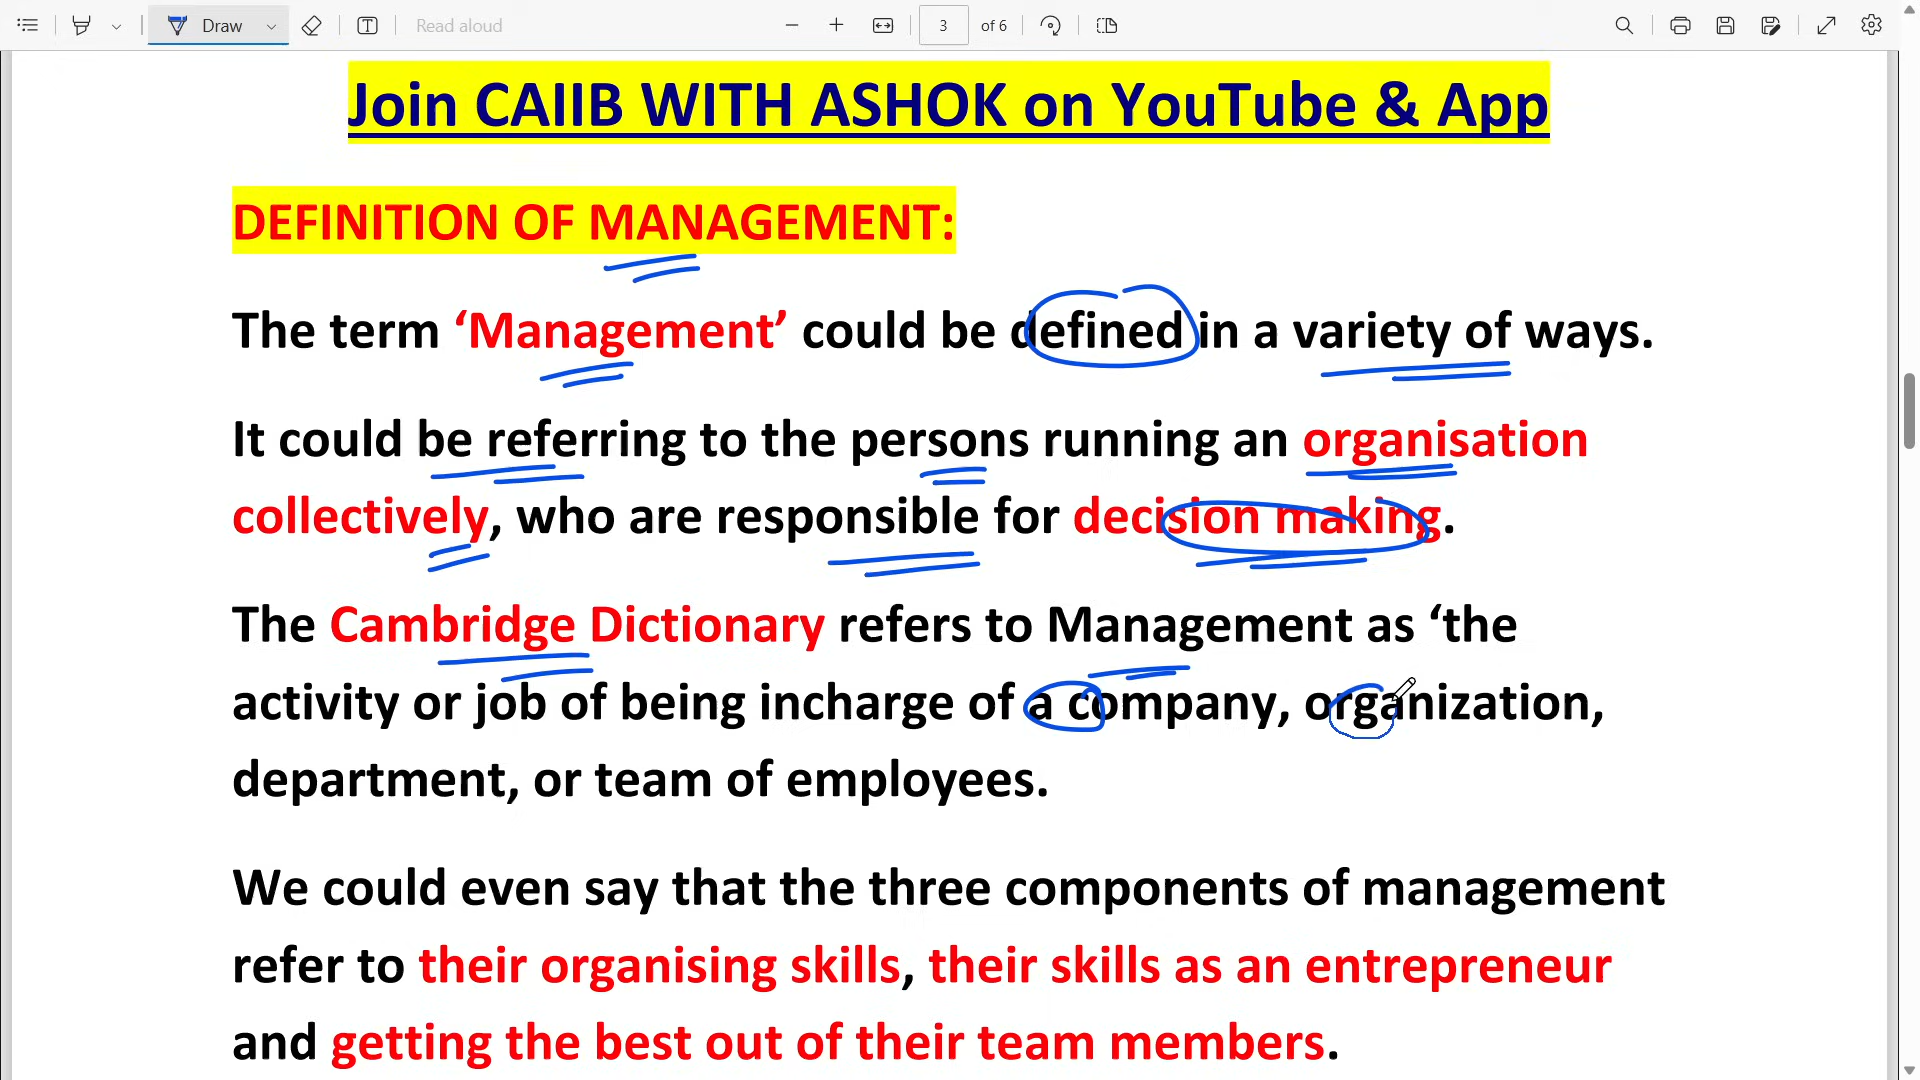 Draw
Read aloud
3 of 6
Join CAIIB WITH ASHOK on YouTube & App
DEFINITION OF MANAGEMENT:
The term ‘Management’ could be defined in a variety of ways.
It could be referring to the persons running an organisation
collectively, who are responsible for decision making.
The Cambridge Dictionary refers to Management as ‘the
activity or job of being incharge of a company, organization,
department, or team of employees.
We could even say that the three components of management
refer to their organising skills, their skills as an entrepreneur
and getting the best out of their team members.